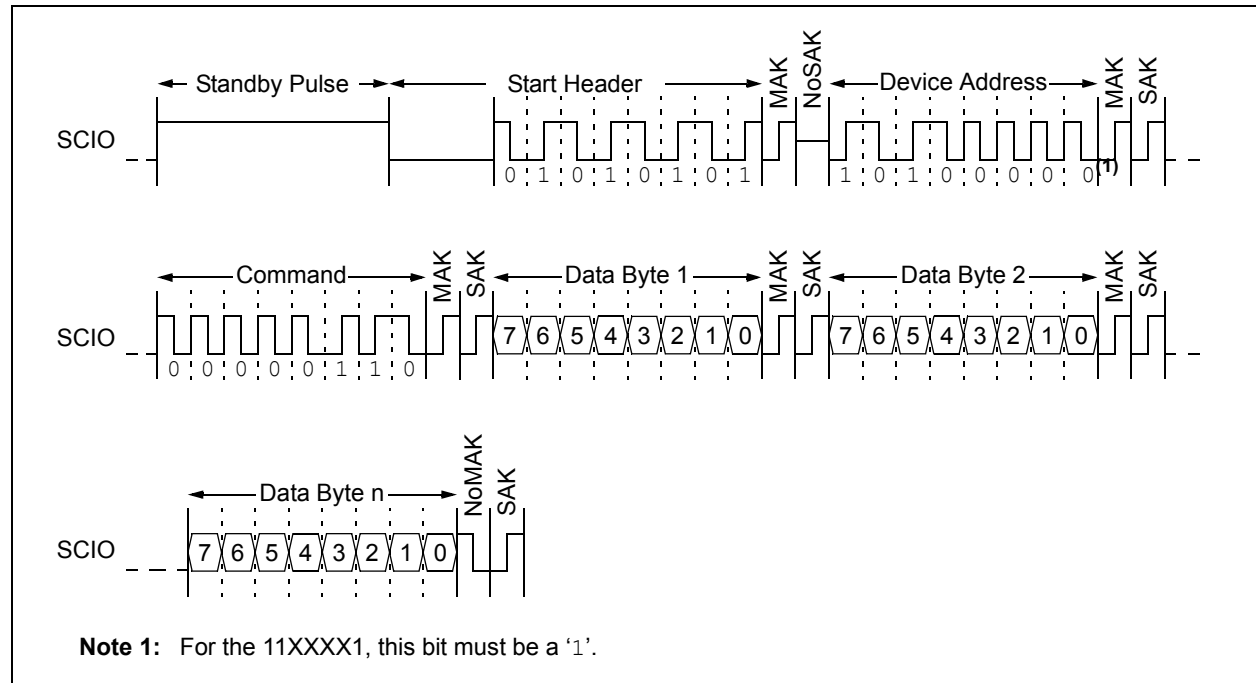 Standby Pulse Start Header MAK NoSAK Device Address MAK SAK
SCIO
0 1 0 1 0 1 0 1 1 0 1 0 0 0 0 0(1)
Command MAK SAK Data Byte 1 MAK SAK Data Byte 2 MAK SAK
SCIO 7 6 5 4 3 2 1 0 7 6 5 4 3 2 1 0
0 0 0 0 0 1 1 0
Data Byte n NoMAK SAK
SCIO 7 6 5 4 3 2 1 0
Note 1: For the 11XXXX1, this bit must be a ‘1’.